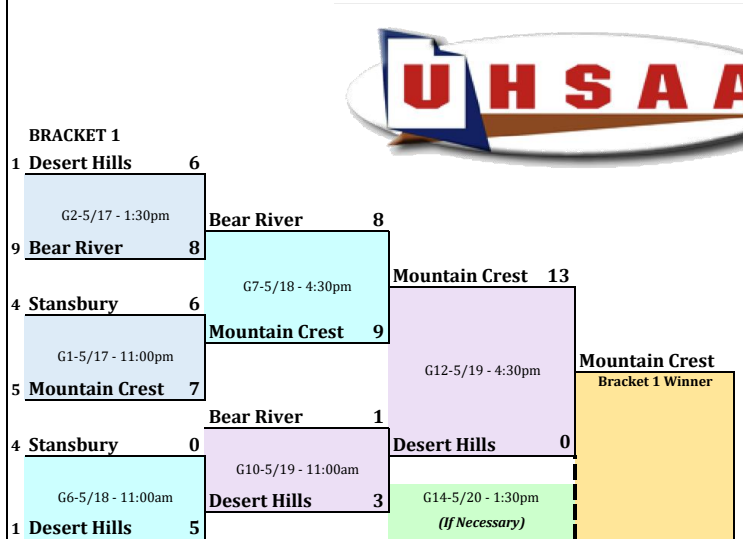 UHSAA
BRACKET 1
1 Desert Hills 6
G2-5/17 - 1:30pm
9 Bear River 8
4 Stansbury 6
G1-5/17 - 11:00pm
5 Mountain Crest 7
4 Stansbury 0
G6-5/18 - 11:00am
1 Desert Hills 5
Bear River 8
G7-5/18 - 4:30pm
Mountain Crest 9
Bear River 1
G10-5/19 - 11:00am
Desert Hills 3
Mountain Crest 13
G12-5/19 - 4:30pm
Desert Hills 0
G14-5/20 - 1:30pm
(If Necessary)
Mountain Crest
Bracket 1 Winner